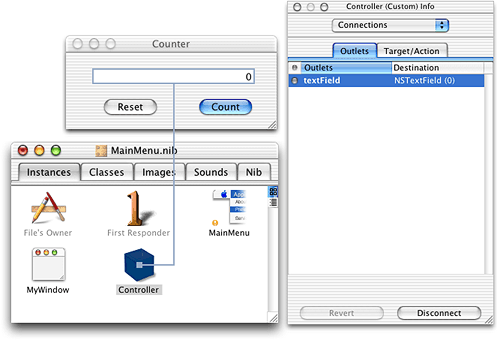 Counter
0
Reset
Count
MainMenu.nib
Instances
Classes
Images
Sounds
Nib
File's Owner
First Responder
MainMenu
MyWindow
Controller
Controller (Custom) Info
Connections
Outlets
Target/Action
Outlets
Destination
textField
NSTextField (0)
Revert
Disconnect